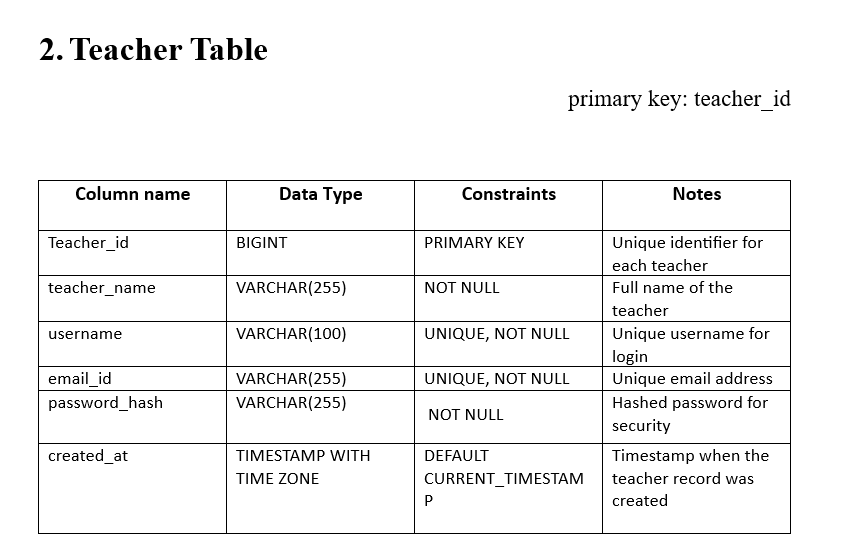 2. Teacher Table
primary key: teacher_id
Column name Data Type Constraints Notes
Teacher_id BIGINT PRIMARY KEY Unique identifier for
each teacher
teacher_name VARCHAR(255) NOT NULL Full name of the
teacher
username VARCHAR(100) UNIQUE, NOT NULL Unique username for
login
email_id VARCHAR(255) UNIQUE, NOT NULL Unique email address
password_hash VARCHAR(255) NOT NULL Hashed password for
security
created_at TIMESTAMP WITH DEFAULT Timestamp when the
TIME ZONE CURRENT_TIMESTAM teacher record was
P created